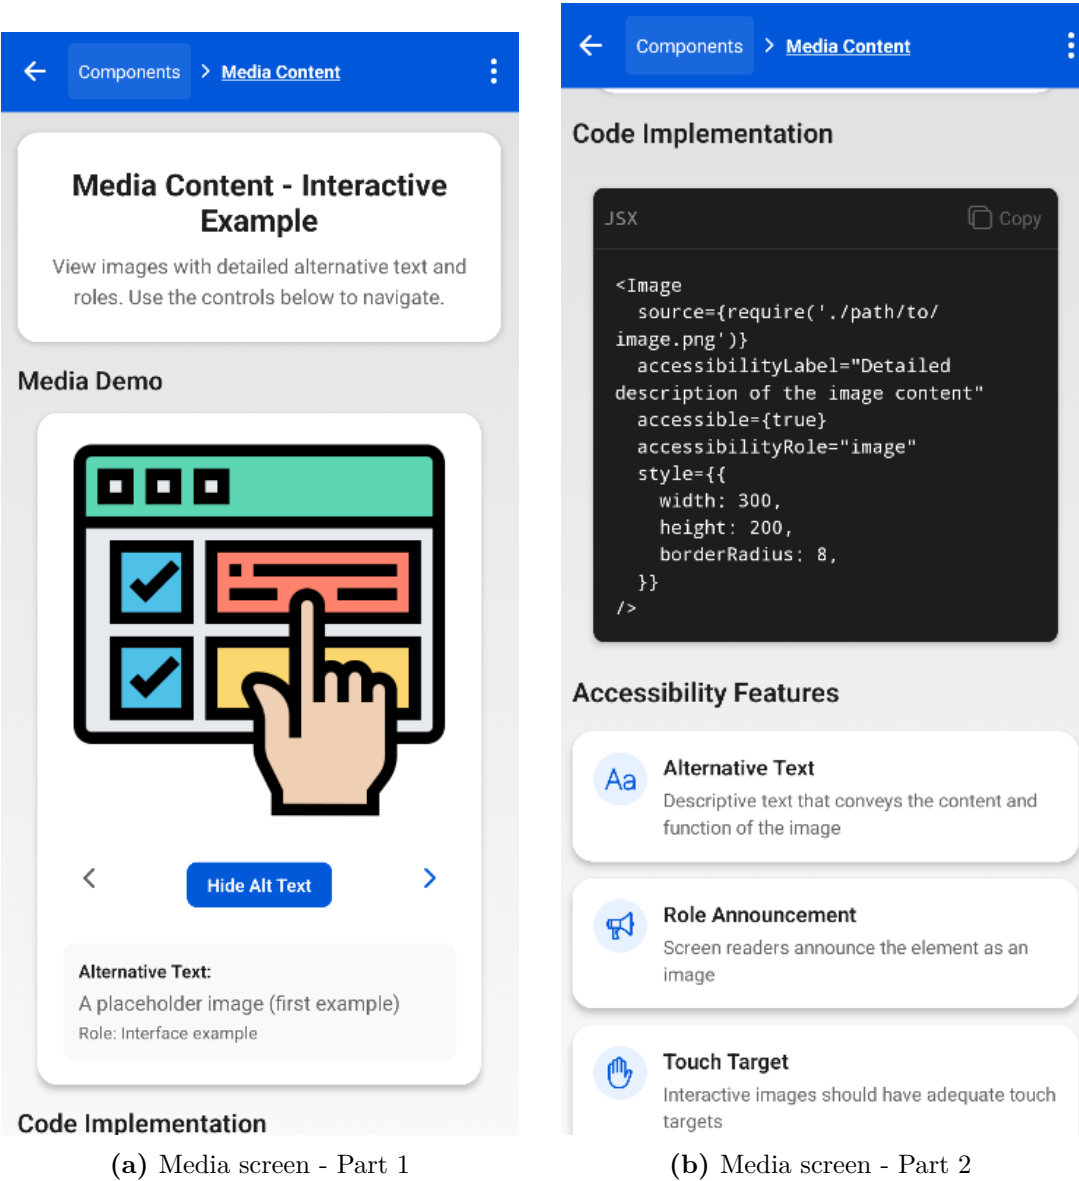 Components > Media Content
Media Content - Interactive
Example
View images with detailed alternative text and
roles. Use the controls below to navigate.
Media Demo
Hide Alt Text
Alternative Text:
A placeholder image (first example)
Role: Interface example
Code Implementation
(a) Media screen - Part 1
Components > Media Content
Code Implementation
JSX Copy
<Image
source={require('./path/to/
image.png')}
accessibilityLabel="Detailed
description of the image content"
accessible={true}
accessibilityRole="image"
style={{
width: 300,
height: 200,
borderRadius: 8,
}}
/>
Accessibility Features
Aa
Alternative Text
Descriptive text that conveys the content and
function of the image
Role Announcement
Screen readers announce the element as an
image
Touch Target
Interactive images should have adequate touch
targets
(b) Media screen - Part 2